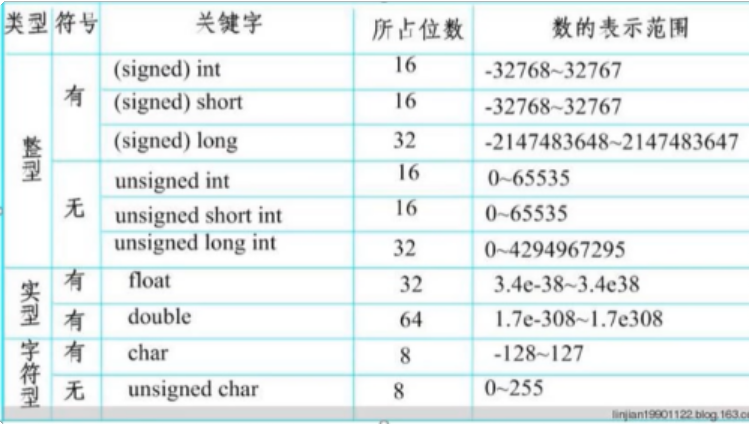 类型 符号 关键字 所占位数 数的表示范围
整型 有 (signed) int 16 -32768~32767
(signed) short 16 -32768~32767
(signed) long 32 -2147483648~2147483647
无 unsigned int 16 0~65535
unsigned short int 16 0~65535
unsigned long int 32 0~4294967295
实型 有 float 32 3.4e-38~3.4e38
有 double 64 1.7e-308~1.7e308
字符型 有 char 8 -128~127
无 unsigned char 8 0~255
linjian19901122.blog.163.c